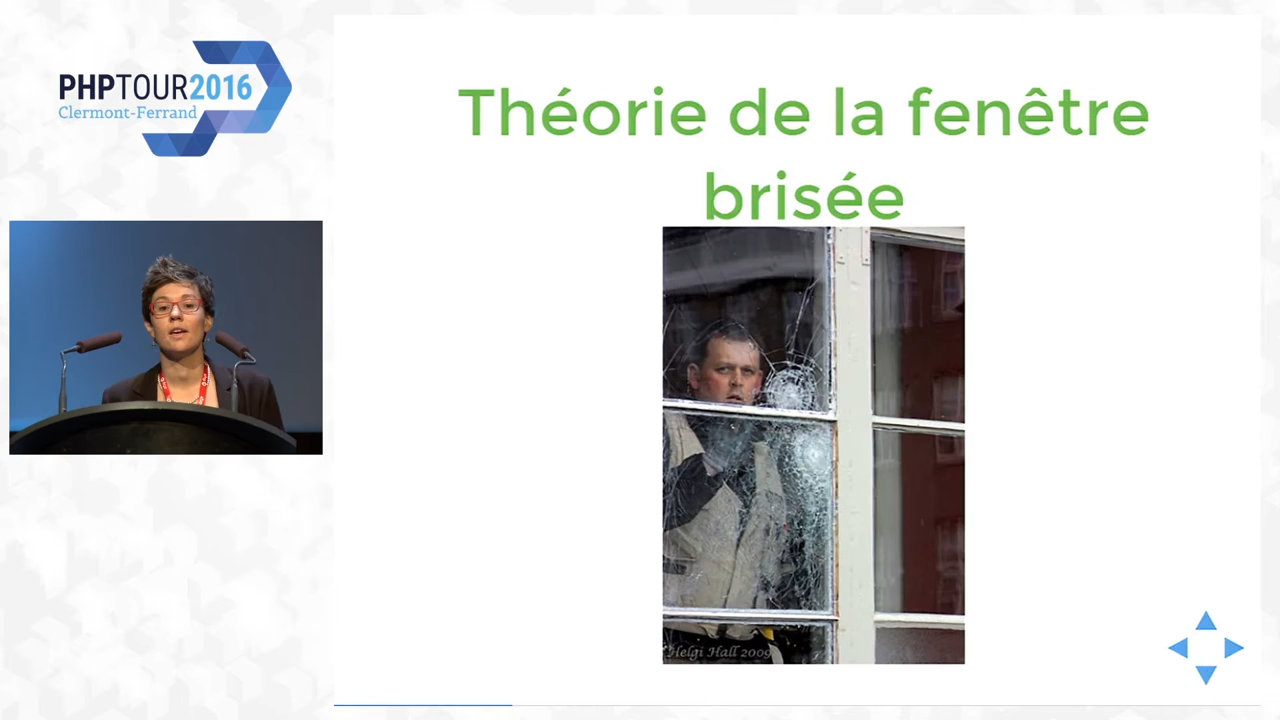 PHPTOUR2016
Clermont-Ferrand
Théorie de la fenêtre
brisée
Helgi Hall 2009